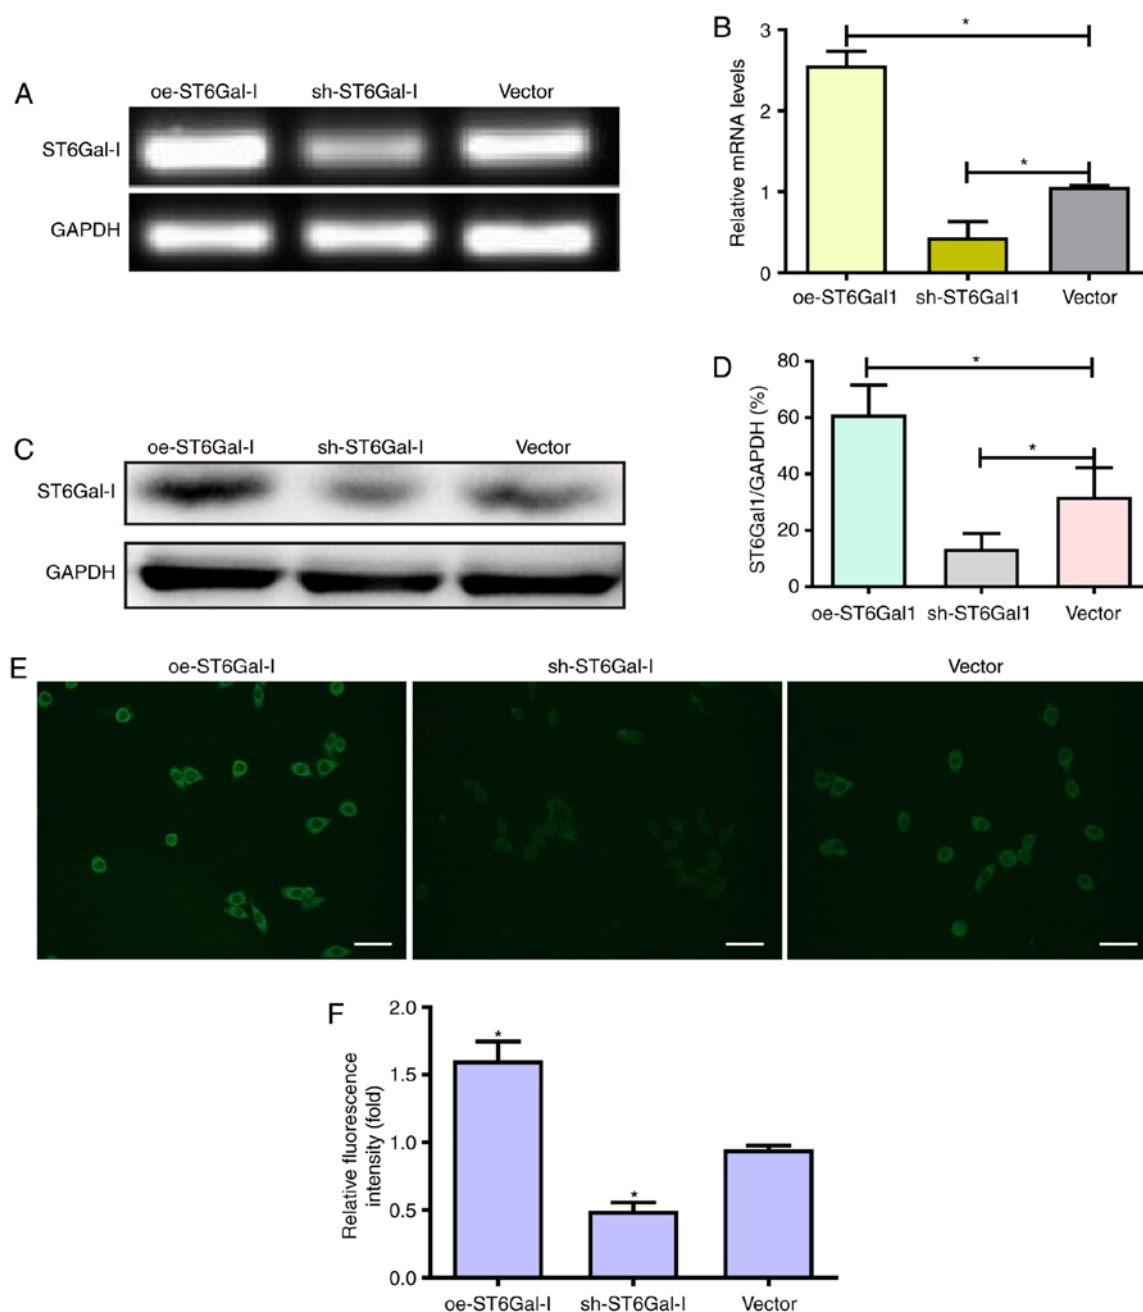 A
oe-ST6Gal-I sh-ST6Gal-I Vector
ST6Gal-I
GAPDH
B
Relative mRNA levels
3
2
1
0
*
*
oe-ST6Gal1 sh-ST6Gal1 Vector
C
oe-ST6Gal-I sh-ST6Gal-I Vector
ST6Gal-I
GAPDH
D
ST6Gal1/GAPDH (%)
80
60
40
20
0
*
*
oe-ST6Gal1 sh-ST6Gal1 Vector
E
oe-ST6Gal-I sh-ST6Gal-I Vector
F
Relative fluorescence
intensity (fold)
2.0
1.5
1.0
0.5
0.0
*
*
oe-ST6Gal-I sh-ST6Gal-I Vector